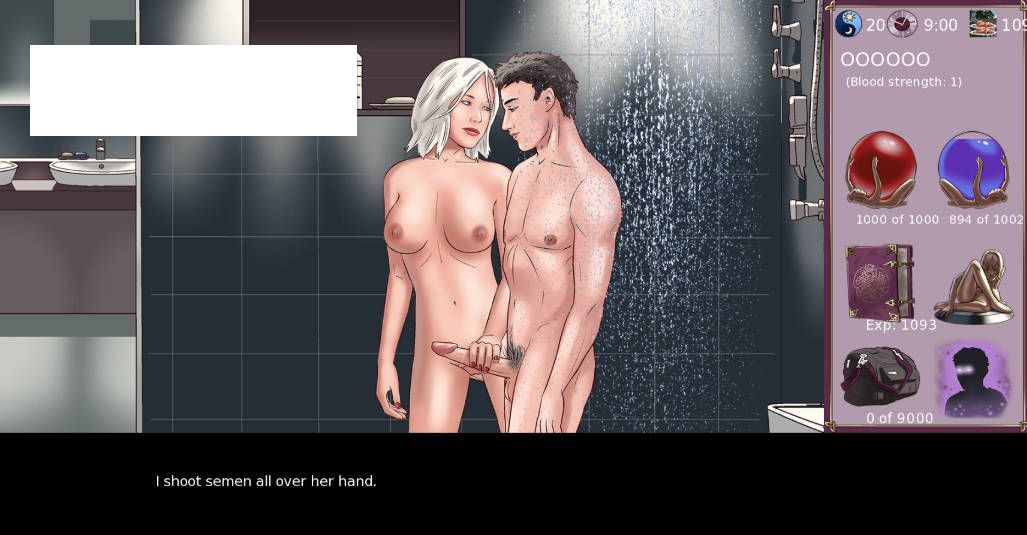 20 9:00 109
OOOOOO
(Blood strength: 1)
1000 of 1000 894 of 1002
Exp: 1093
0 of 9000
I shoot semen all over her hand.